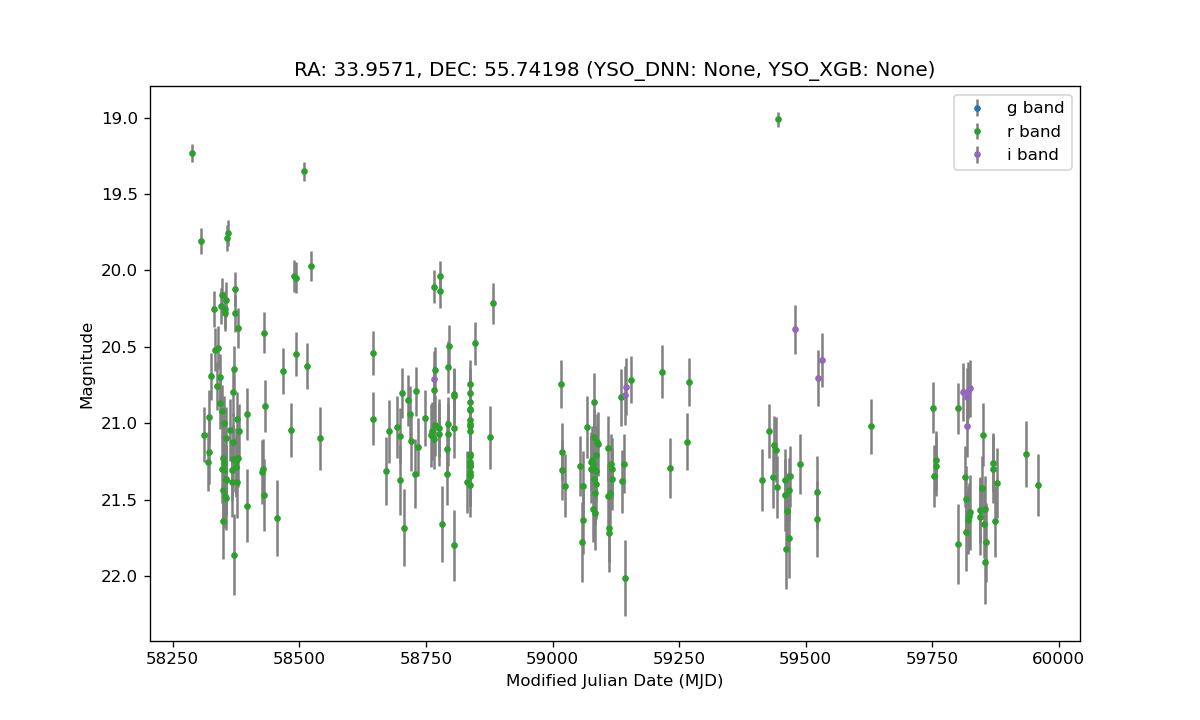 RA: 33.9571, DEC: 55.74198 (YSO_DNN: None, YSO_XGB: None)
g band
r band
i band
19.0
19.5
20.0
20.5
21.0
21.5
22.0
Magnitude
58250 58500 58750 59000 59250 59500 59750 60000
Modified Julian Date (MJD)